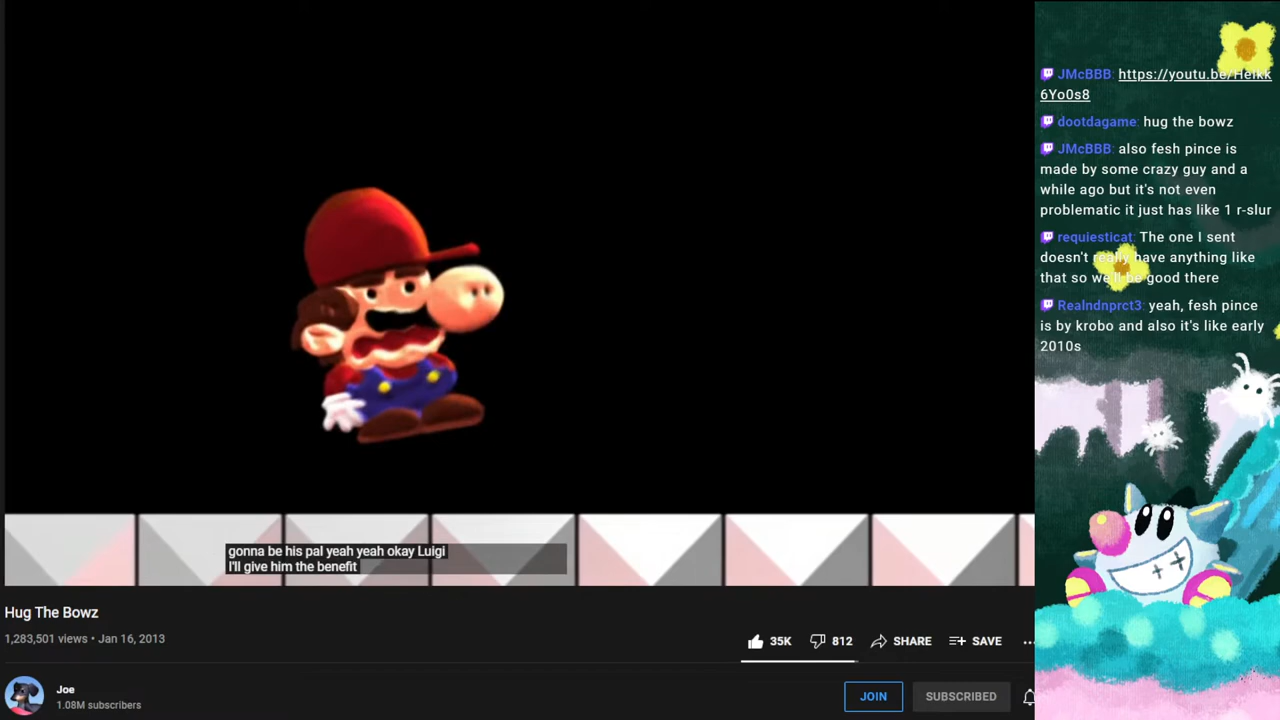 gonna be his pal yeah yeah okay Luigi
I'll give him the benefit
Hug The Bowz
1,283,501 views • Jan 16, 2013
35K
812
SHARE
SAVE
Joe
1.08M subscribers
JOIN
SUBSCRIBED
JMcBBB: https://youtu.be/Heikk
6Yo0s8
dootdagame: hug the bowz
JMcBBB: also fesh pince is
made by some crazy guy and a
while ago but it's not even
problematic it just has like 1 r-slur
requiesticat: The one I sent
doesn't really have anything like
that so we'll be good there
Realndnprct3: yeah, fesh pince
is by krobo and also it's like early
2010s